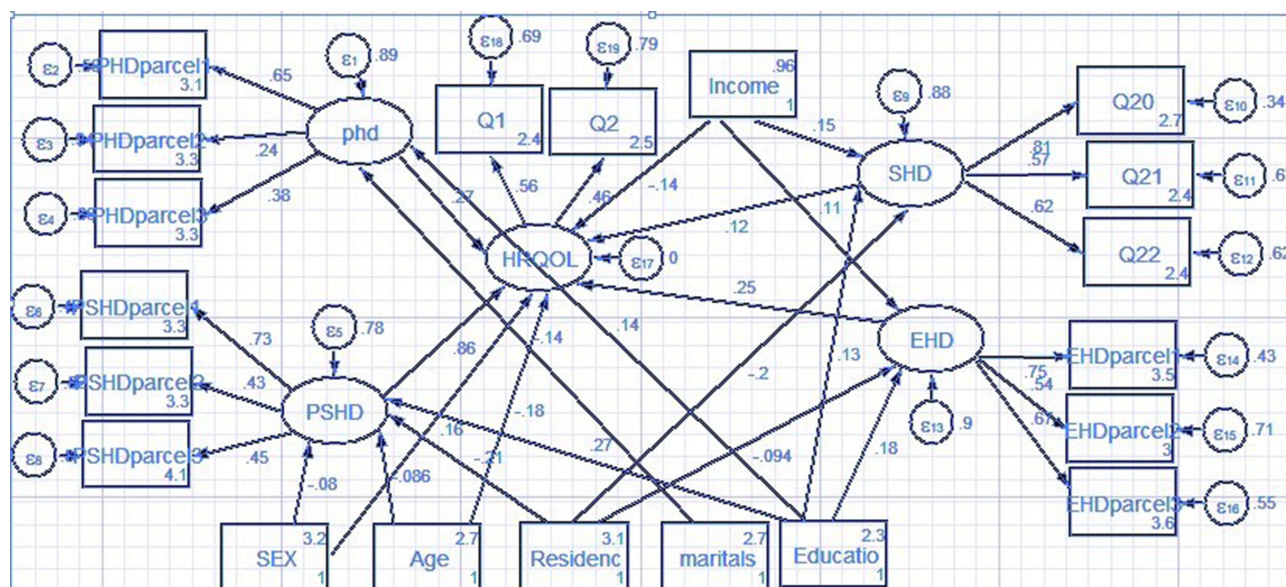 ε18 .69
ε19 .79
ε1 .89
ε2
PHDparcel1
3.1
.65
phd
ε3
PHDparcel2
3.3
.24
ε4
PHDparcel3
3.3
.38
Q1
2.4
Q2
2.5
.96
Income
1
.15
-.14
ε9 .88
SHD
Q20
2.7
ε10 .34
.81
.57
Q21
2.4
ε11
.62
Q22
2.4
ε12 .62
.56
.46
.27
.12
.11
HRQOL
ε17 0
.25
ε6
PSHDparcel1
3.3
.73
ε5 .78
ε7
PSHDparcel2
3.3
.43
PSHD
ε8
PSHDparcel3
4.1
.45
.86
-.14
.14
.13
-.2
-.18
.16
-.21
.27
-.086
-.08
-.094
.18
EHD
ε13 .9
EHDparcel1
3.5
ε14 .43
.75
.54
EHDparcel2
3
ε15 .71
.67
EHDparcel3
3.6
ε16 .55
3.2
SEX
1
2.7
Age
1
3.1
Residenc
1
2.7
maritals
1
2.3
Educatio
1